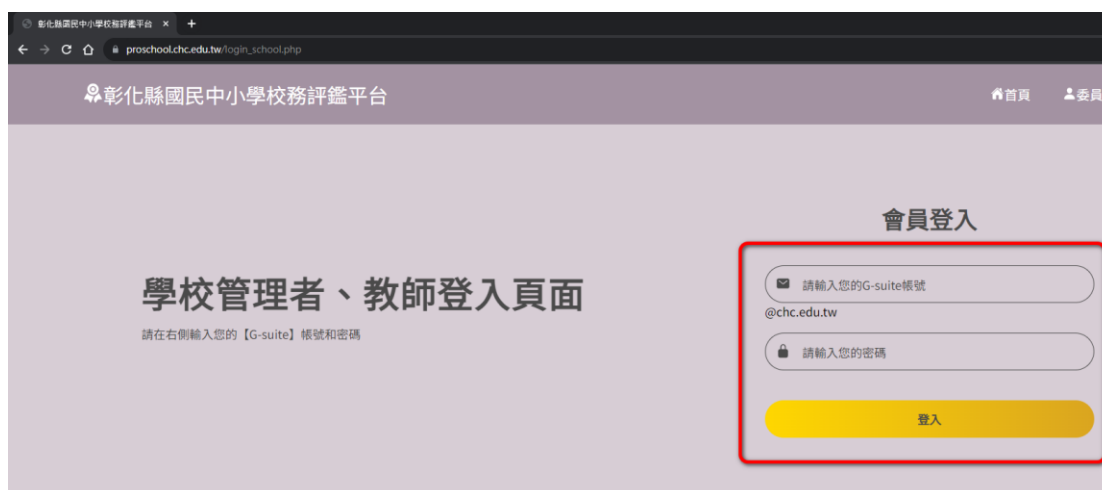 彰化縣國民中小學校務評鑑平台
proschool.chc.edu.tw/login_school.php
彰化縣國民中小學校務評鑑平台
首頁
委員
會員登入
學校管理者、教師登入頁面
請在右側輸入您的【G-suite】帳號和密碼
請輸入您的G-suite帳號
@chc.edu.tw
請輸入您的密碼
登入